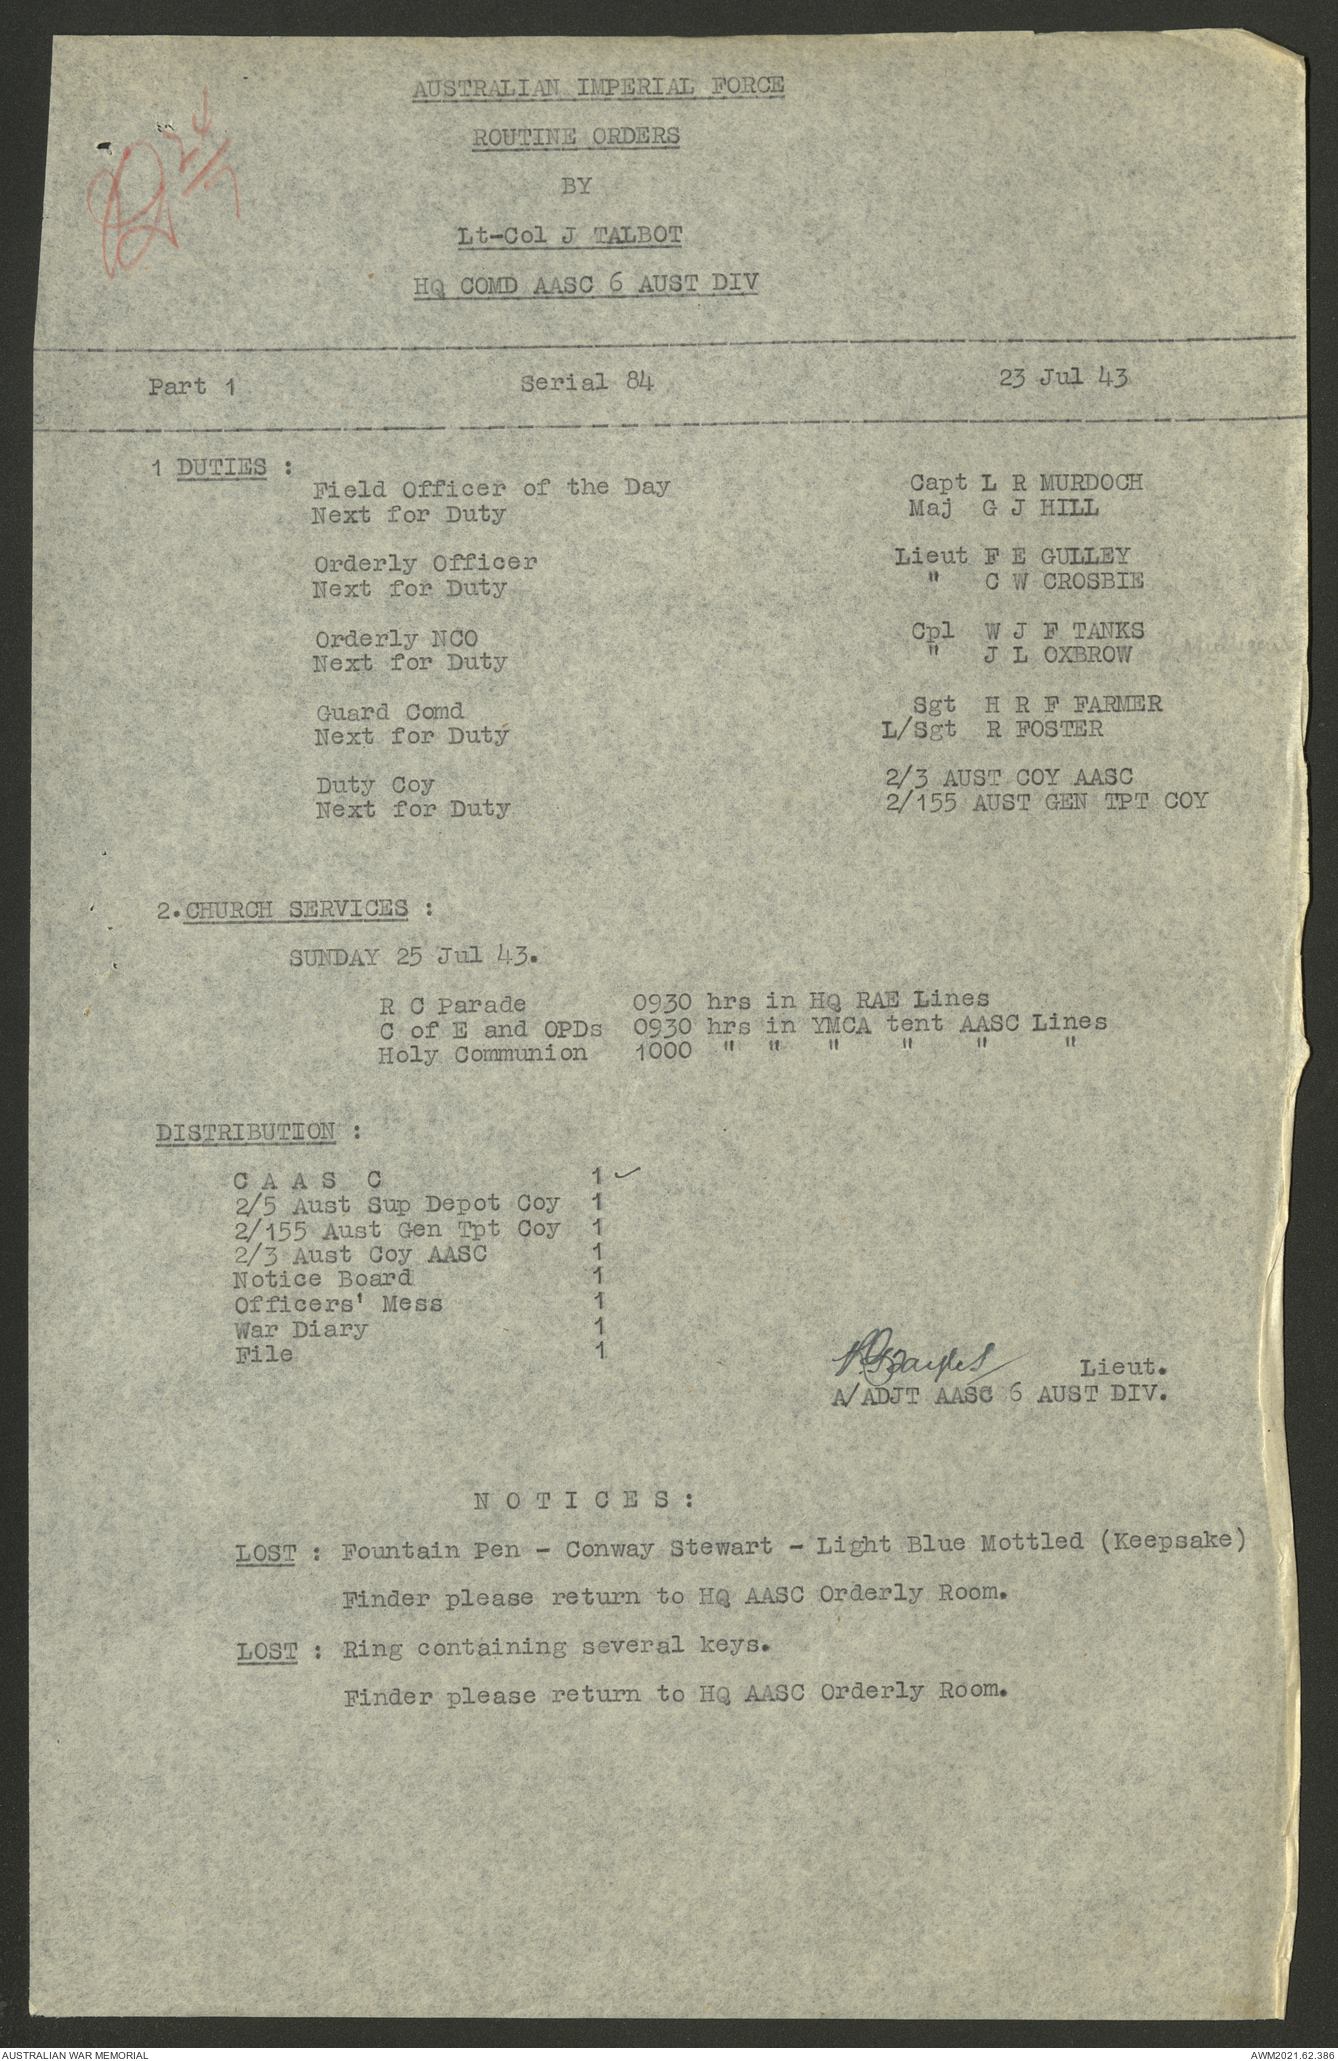 24/7
AUSTRALIAN IMPERIAL FORCE
ROUTINE ORDERS
BY
Lt-Col J TALBOT
HQ COMD AASC 6 AUST DIV
Part 1 Serial 84 23 Jul 43
1 DUTIES :
Field Officer of the Day Capt L R MURDOCH
Next for Duty Maj G J HILL
Orderly Officer Lieut F E GULLEY
Next for Duty " C W CROSBIE
Orderly NCO Cpl W J F TANKS
Next for Duty " J L OXBROW
Guard Comd Sgt H R F FARMER
Next for Duty L/Sgt R FOSTER
Duty Coy 2/3 AUST COY AASC
Next for Duty 2/155 AUST GEN TPT COY
2.CHURCH SERVICES :
SUNDAY 25 Jul 43.
R C Parade 0930 hrs in HQ RAE Lines
C of E and OPDs 0930 hrs in YMCA tent AASC Lines
Holy Communion 1000 " " " " " "
DISTRIBUTION :
C A A S C 1 ✓
2/5 Aust Sup Depot Coy 1
2/155 Aust Gen Tpt Coy 1
2/3 Aust Coy AASC 1
Notice Board 1
Officers' Mess 1
War Diary 1
File 1
Lieut.
A/ADJT AASC 6 AUST DIV.
N O T I C E S :
LOST : Fountain Pen - Conway Stewart - Light Blue Mottled (Keepsake)
Finder please return to HQ AASC Orderly Room.
LOST : Ring containing several keys.
Finder please return to HQ AASC Orderly Room.
AUSTRALIAN WAR MEMORIAL AWM2021.62.386